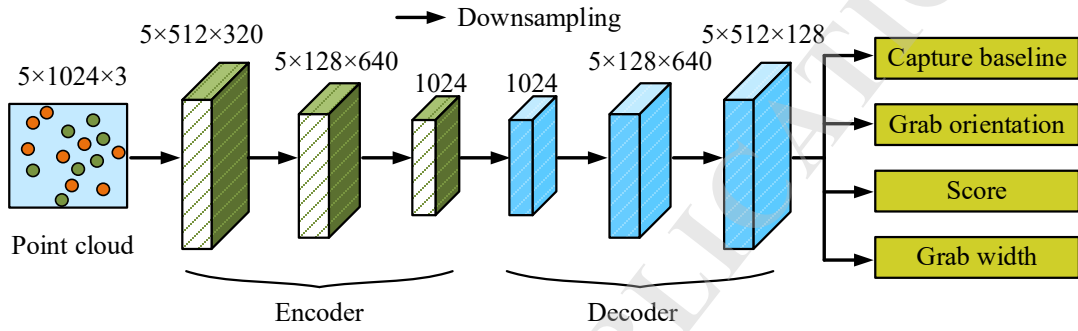 Downsampling
5×512×320
5×512×128
5×128×640
5×128×640
5×1024×3
1024
1024
Capture baseline
Grab orientation
Score
Grab width
Point cloud
Encoder
Decoder
PLICATIO